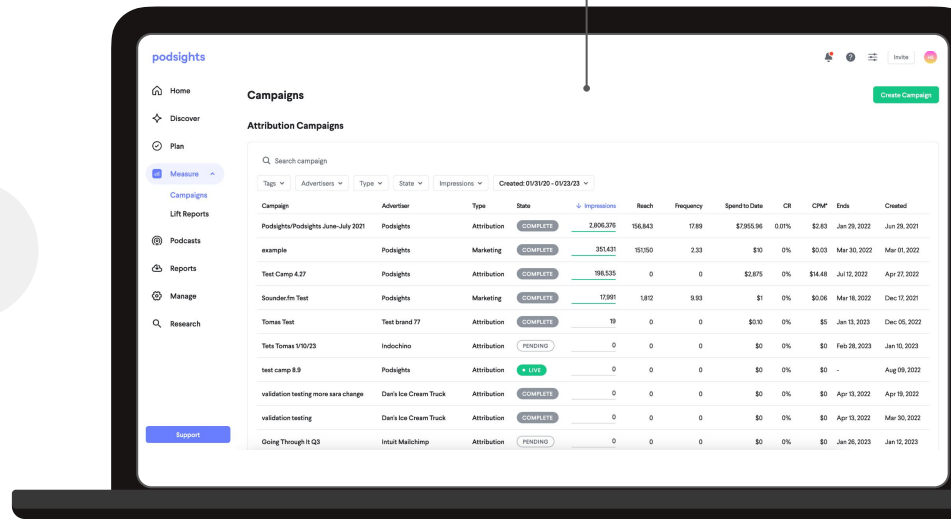 podsights
Invite
Home
Discover
Plan
Measure
Campaigns
Lift Reports
Podcasts
Reports
Manage
Research
Support
Campaigns
Create Campaign
Attribution Campaigns
Search campaign
Tags Advertisers Type State Impressions Created: 01/31/20 - 01/23/23
Campaign Advertiser Type State ↓ Impressions Reach Frequency Spend to Date CR CPM* Ends Created
Podsights/Podsights June-July 2021 Podsights Attribution COMPLETE 2,806,376 156,843 17.89 $7,955.96 0.01% $2.83 Jan 29, 2022 Jun 29, 2021
example Podsights Marketing COMPLETE 351,431 151,150 2.33 $10 0% $0.03 Mar 30, 2022 Mar 01, 2022
Test Camp 4.27 Podsights Attribution COMPLETE 198,535 0 0 $2,875 0% $14.48 Jul 12, 2022 Apr 27, 2022
Sounder.fm Test Podsights Marketing COMPLETE 17,991 1,812 9.93 $1 0% $0.06 Mar 18, 2022 Dec 17, 2021
Tomas Test Test brand 77 Attribution COMPLETE 19 0 0 $0.10 0% $5 Jan 13, 2023 Dec 05, 2022
Tets Tomas 1/10/23 Indochino Attribution PENDING 0 0 0 $0 0% $0 Feb 28, 2023 Jan 10, 2023
test camp 8.9 Podsights Attribution LIVE 0 0 0 $0 0% $0 - Aug 09, 2022
validation testing more sara change Dan's Ice Cream Truck Attribution COMPLETE 0 0 0 $0 0% $0 Apr 13, 2022 Apr 19, 2022
validation testing Dan's Ice Cream Truck Attribution COMPLETE 0 0 0 $0 0% $0 Apr 13, 2022 Mar 30, 2022
Going Through It Q3 Intuit Mailchimp Attribution PENDING 0 0 0 $0 0% $0 Jan 26, 2023 Jan 12, 2023